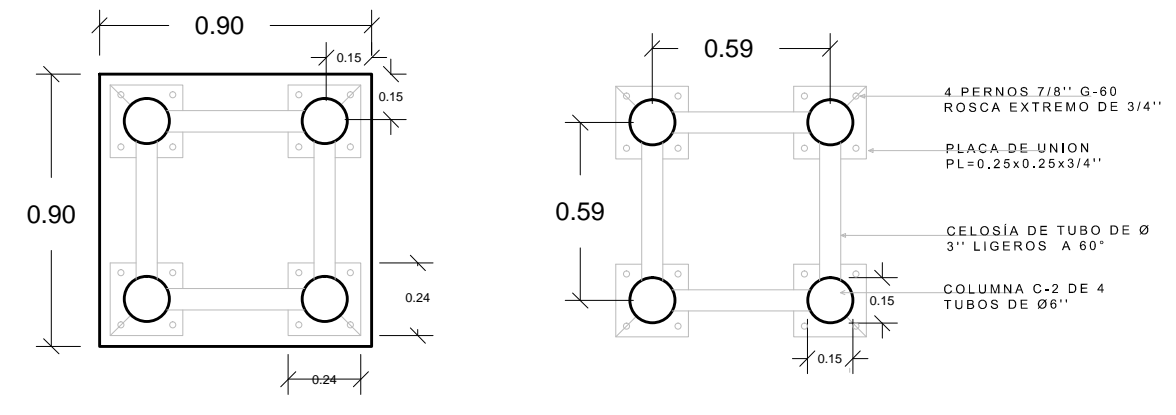 0.90
0.15
0.15
0.90
0.24
0.24
0.59
0.59
0.15
0.15
4 PERNOS 7/8'' G-60
ROSCA EXTREMO DE 3/4''
PLACA DE UNION
PL=0.25x0.25x3/4''
CELOSÍA DE TUBO DE Ø
3'' LIGEROS A 60°
COLUMNA C-2 DE 4
TUBOS DE Ø6''